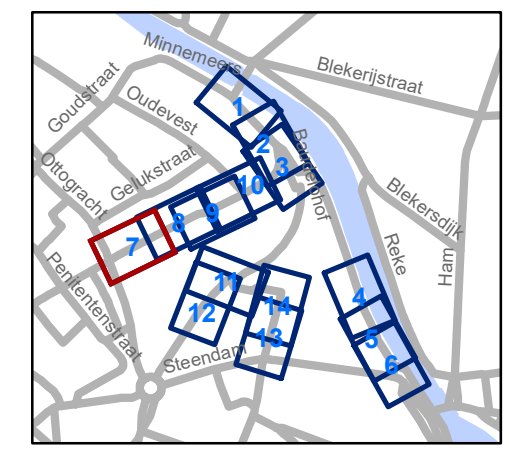 Minnemeers
Blekerijstraat
Goudstraat
Oudevest
1
2
Baudelohof
3
Ottogracht
Gelukstraat
10
Blekersdijk
8
9
7
Reke
Ham
Penitentenstraat
11
4
12
14
13
5
Steendam
6